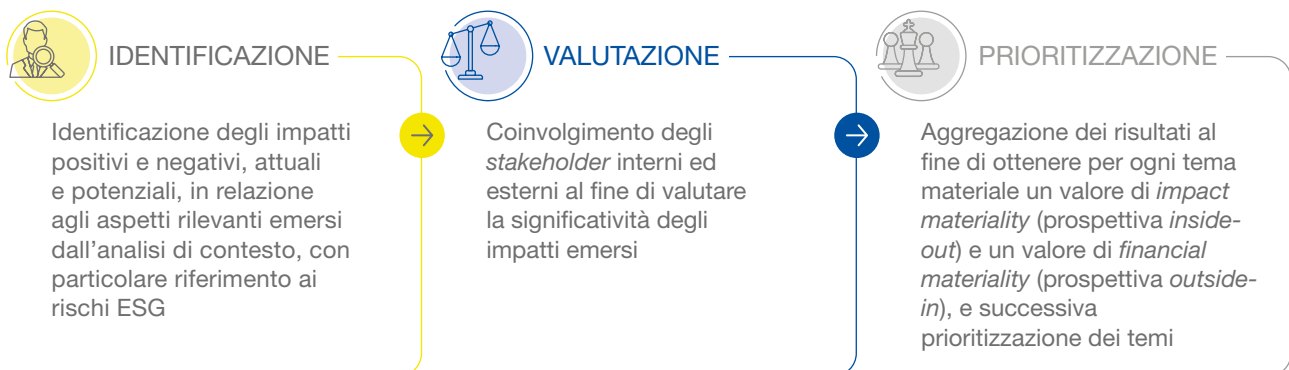 IDENTIFICAZIONE
Identificazione degli impatti
positivi e negativi, attuali
e potenziali, in relazione
agli aspetti rilevanti emersi
dall'analisi di contesto, con
particolare riferimento ai
rischi ESG
VALUTAZIONE
Coinvolgimento degli
stakeholder interni ed
esterni al fine di valutare
la significatività degli
impatti emersi
PRIORITIZZAZIONE
Aggregazione dei risultati al
fine di ottenere per ogni tema
materiale un valore di impact
materiality (prospettiva inside-
out) e un valore di financial
materiality (prospettiva outside-
in), e successiva
prioritizzazione dei temi